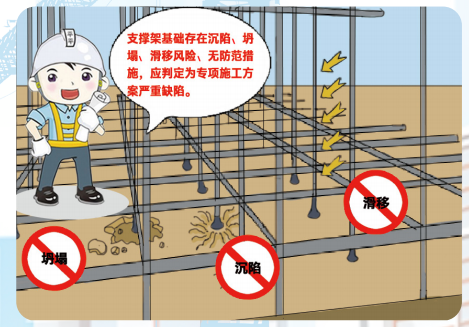 支撑架基础存在沉陷、坍
塌、滑移风险、无防范措
施，应判定为专项施工方
案严重缺陷。
滑移
坍塌
沉陷